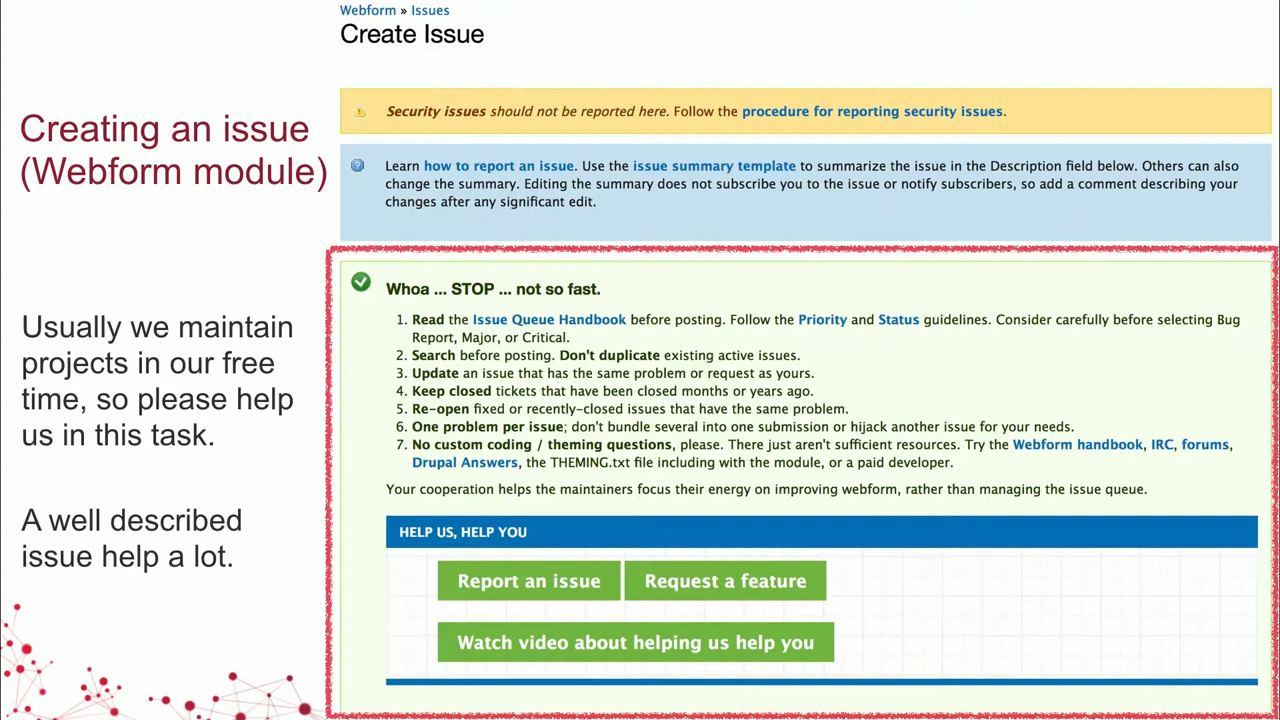 Webform » Issues
Create Issue
Creating an issue
(Webform module)
Security issues should not be reported here. Follow the procedure for reporting security issues.
Learn how to report an issue. Use the issue summary template to summarize the issue in the Description field below. Others can also
change the summary. Editing the summary does not subscribe you to the issue or notify subscribers, so add a comment describing your
changes after any significant edit.
Usually we maintain
projects in our free
time, so please help
us in this task.
A well described
issue help a lot.
Whoa ... STOP ... not so fast.
1. Read the Issue Queue Handbook before posting. Follow the Priority and Status guidelines. Consider carefully before selecting Bug
Report, Major, or Critical.
2. Search before posting. Don't duplicate existing active issues.
3. Update an issue that has the same problem or request as yours.
4. Keep closed tickets that have been closed months or years ago.
5. Re-open fixed or recently-closed issues that have the same problem.
6. One problem per issue; don't bundle several into one submission or hijack another issue for your needs.
7. No custom coding / theming questions, please. There just aren't sufficient resources. Try the Webform handbook, IRC, forums,
Drupal Answers, the THEMING.txt file including with the module, or a paid developer.
Your cooperation helps the maintainers focus their energy on improving webform, rather than managing the issue queue.
HELP US, HELP YOU
Report an issue
Request a feature
Watch video about helping us help you